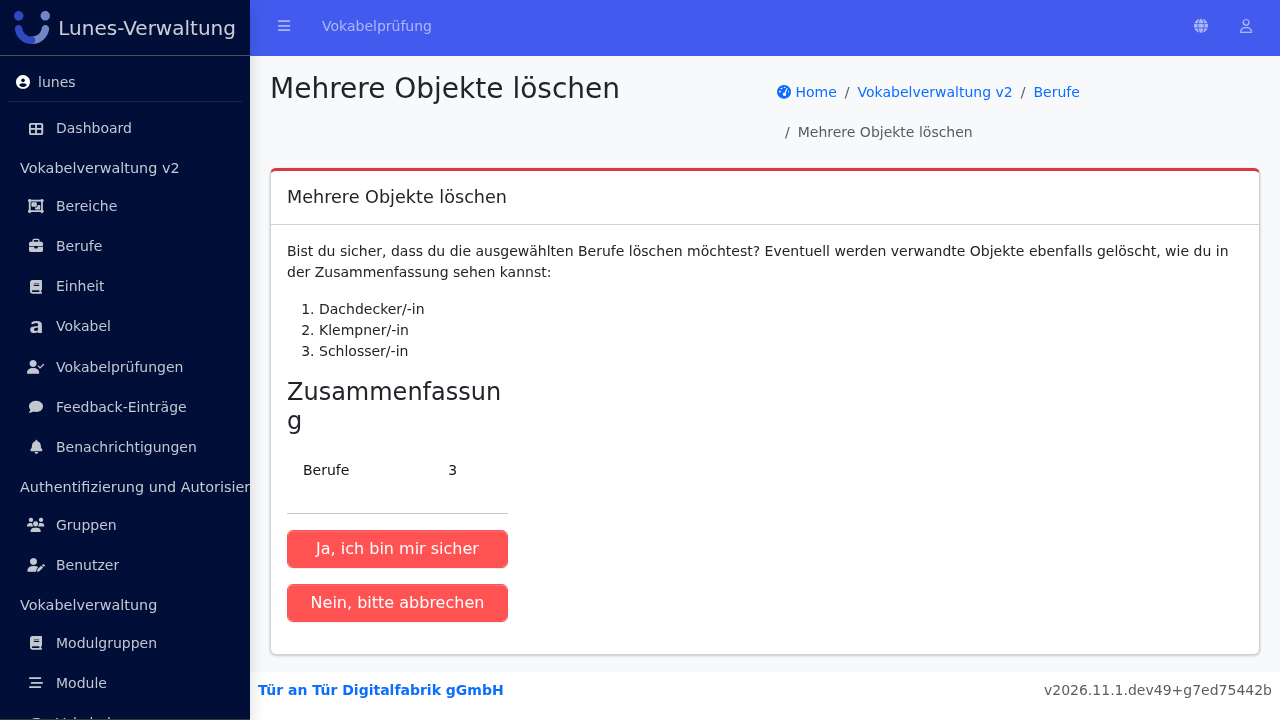 Lunes-Verwaltung
Vokabelprüfung
lunes
Dashboard
Vokabelverwaltung v2
Bereiche
Berufe
Einheit
Vokabel
Vokabelprüfungen
Feedback-Einträge
Benachrichtigungen
Authentifizierung und Autorisier
Gruppen
Benutzer
Vokabelverwaltung
Modulgruppen
Module
Mehrere Objekte löschen
Home / Vokabelverwaltung v2 / Berufe
/ Mehrere Objekte löschen
Mehrere Objekte löschen
Bist du sicher, dass du die ausgewählten Berufe löschen möchtest? Eventuell werden verwandte Objekte ebenfalls gelöscht, wie du in
der Zusammenfassung sehen kannst:
1. Dachdecker/-in
2. Klempner/-in
3. Schlosser/-in
Zusammenfassun
g
Berufe 3
Ja, ich bin mir sicher
Nein, bitte abbrechen
Tür an Tür Digitalfabrik gGmbH
v2026.11.1.dev49+g7ed75442b